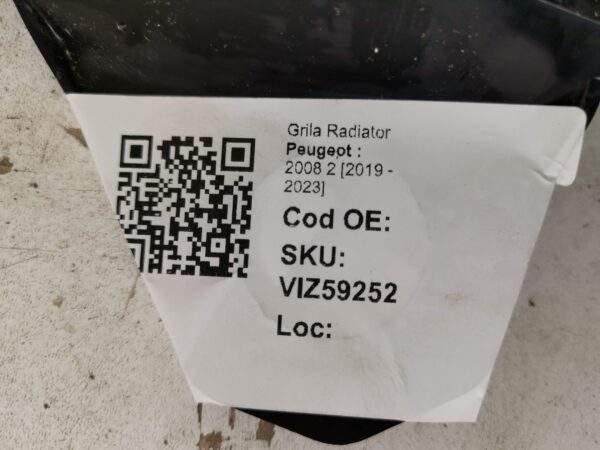 Grila Radiator
Peugeot :
2008 2 [2019 -
2023]
Cod OE:
SKU:
VIZ59252
Loc: